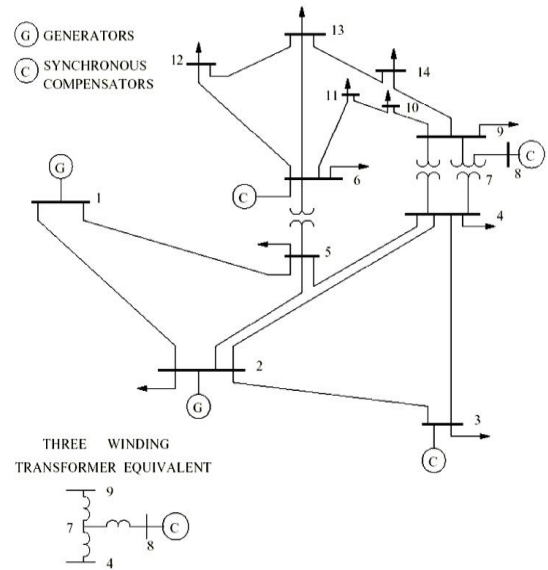 G GENERATORS
C SYNCHRONOUS
COMPENSATORS
13
12
14
11
10
9
C
8
7
6
C
G
1
4
5
2
G
3
C
THREE WINDING
TRANSFORMER EQUIVALENT
9
7
C
8
4